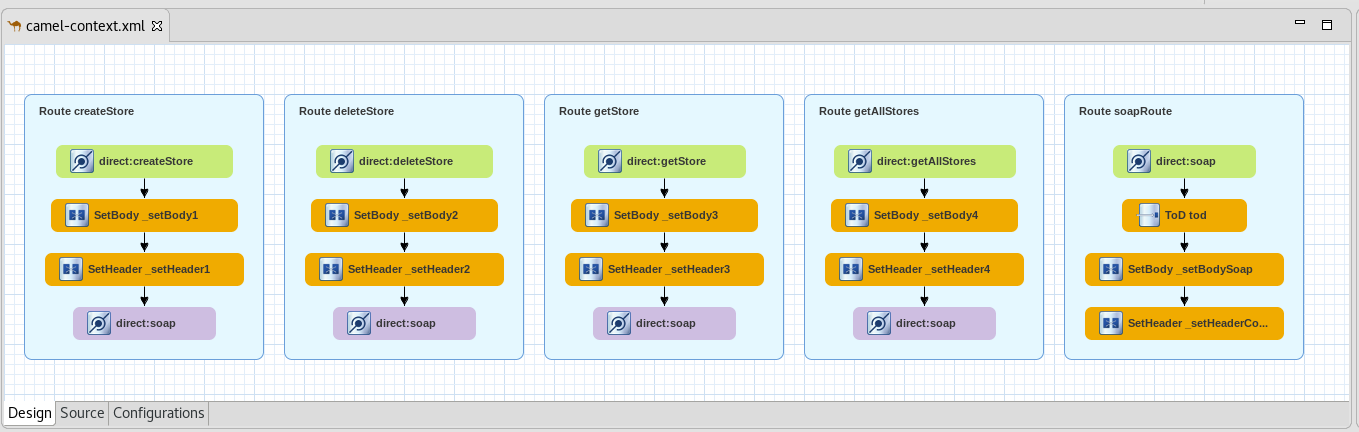 camel-context.xml
Route createStore
direct:createStore
SetBody _setBody1
SetHeader _setHeader1
direct:soap
Route deleteStore
direct:deleteStore
SetBody _setBody2
SetHeader _setHeader2
direct:soap
Route getStore
direct:getStore
SetBody _setBody3
SetHeader _setHeader3
direct:soap
Route getAllStores
direct:getAllStores
SetBody _setBody4
SetHeader _setHeader4
direct:soap
Route soapRoute
direct:soap
ToD tod
SetBody _setBodySoap
SetHeader _setHeaderCo...
Design Source Configurations